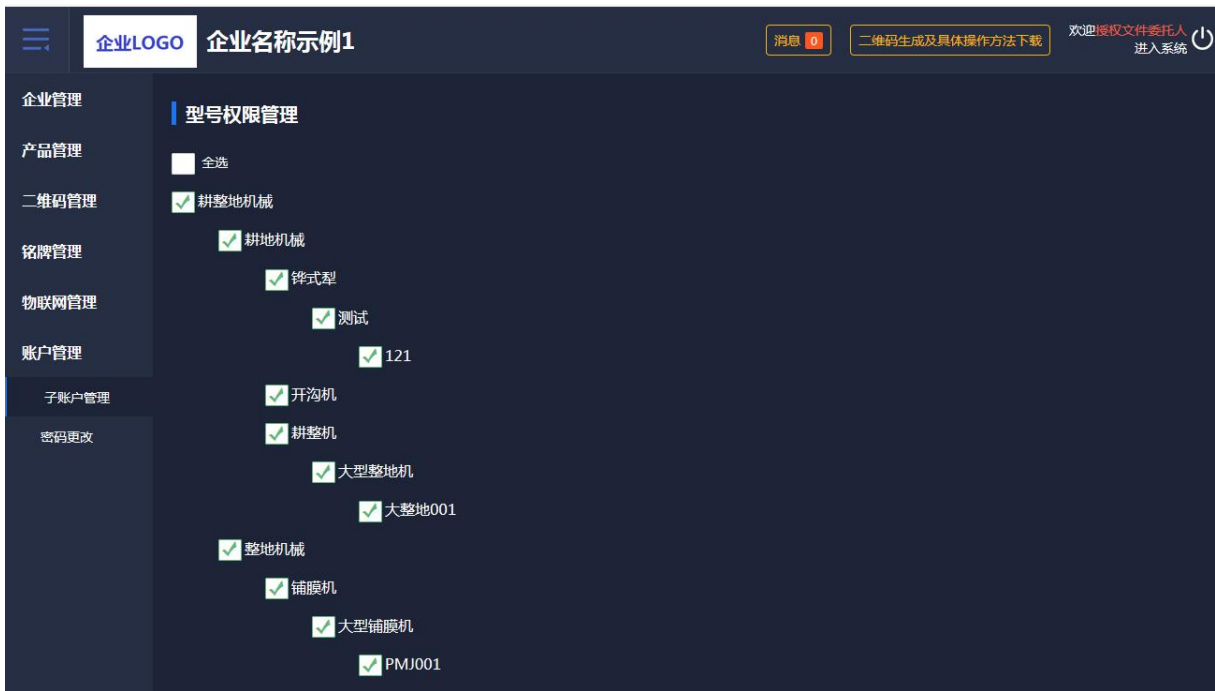 企业LOGO 企业名称示例1 消息 0 二维码生成及具体操作方法下载 欢迎授权文件委托人
进入系统
企业管理
产品管理
二维码管理
铭牌管理
物联网管理
账户管理
子账户管理
密码更改
型号权限管理
全选
耕整地机械
耕地机械
铧式犁
测试
121
开沟机
耕整机
大型整地机
大整地001
整地机械
铺膜机
大型铺膜机
PMJ001